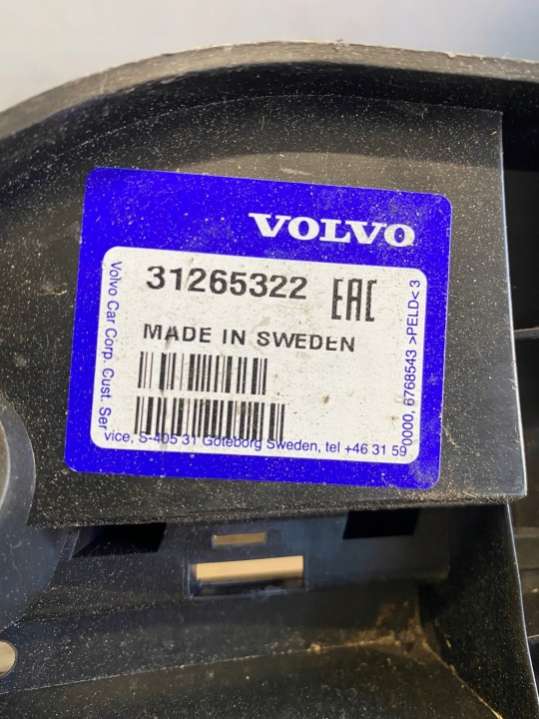 VOLVO
31265322 EAC
MADE IN SWEDEN
Volvo Car Corp. Cust. Ser
vice, S-405 31 Göteborg Sweden, tel +46 31 59
0000, 6768543 >PELD< 3